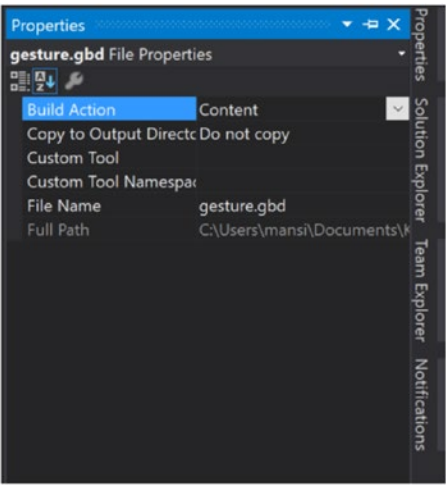 Properties
gesture.gbd File Properties
Build Action Content
Copy to Output Directo Do not copy
Custom Tool
Custom Tool Namespac
File Name gesture.gbd
Full Path C:\Users\mansi\Documents\K
Properties
Solution Explorer
Team Explorer
Notifications